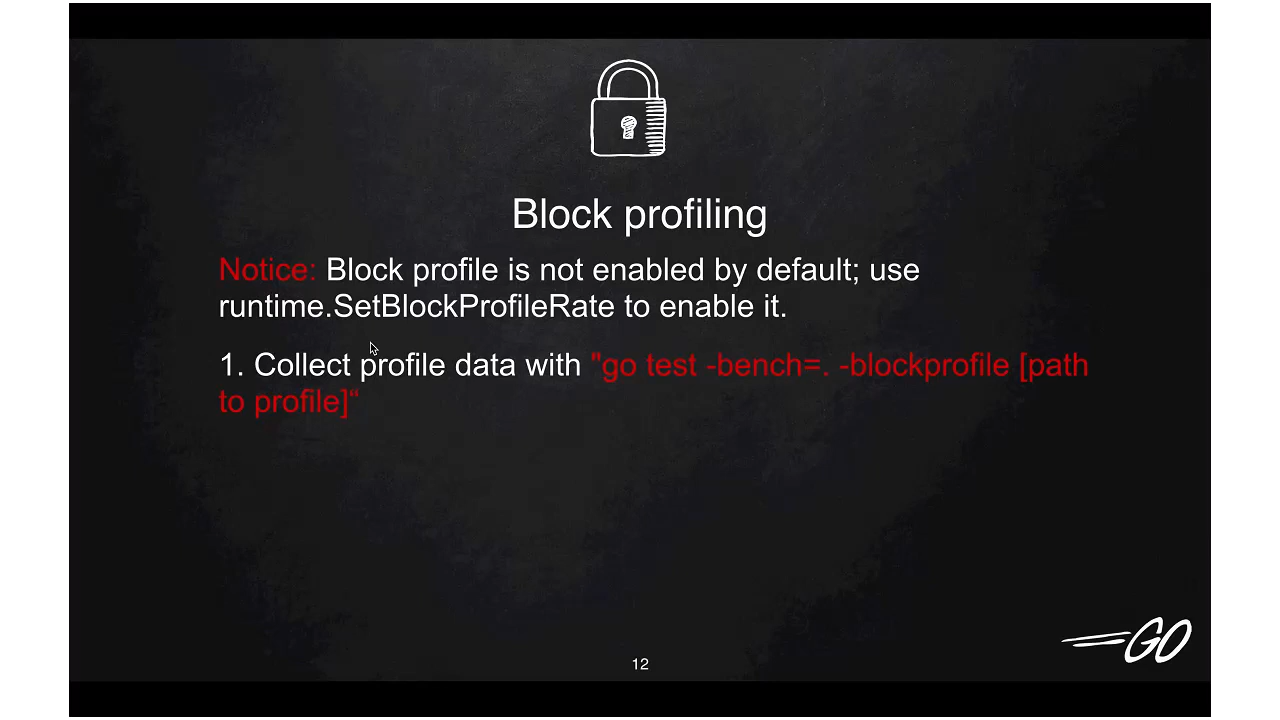 Block profiling
Notice: Block profile is not enabled by default; use
runtime.SetBlockProfileRate to enable it.
1. Collect profile data with "go test -bench=. -blockprofile [path
to profile]“
GO
12